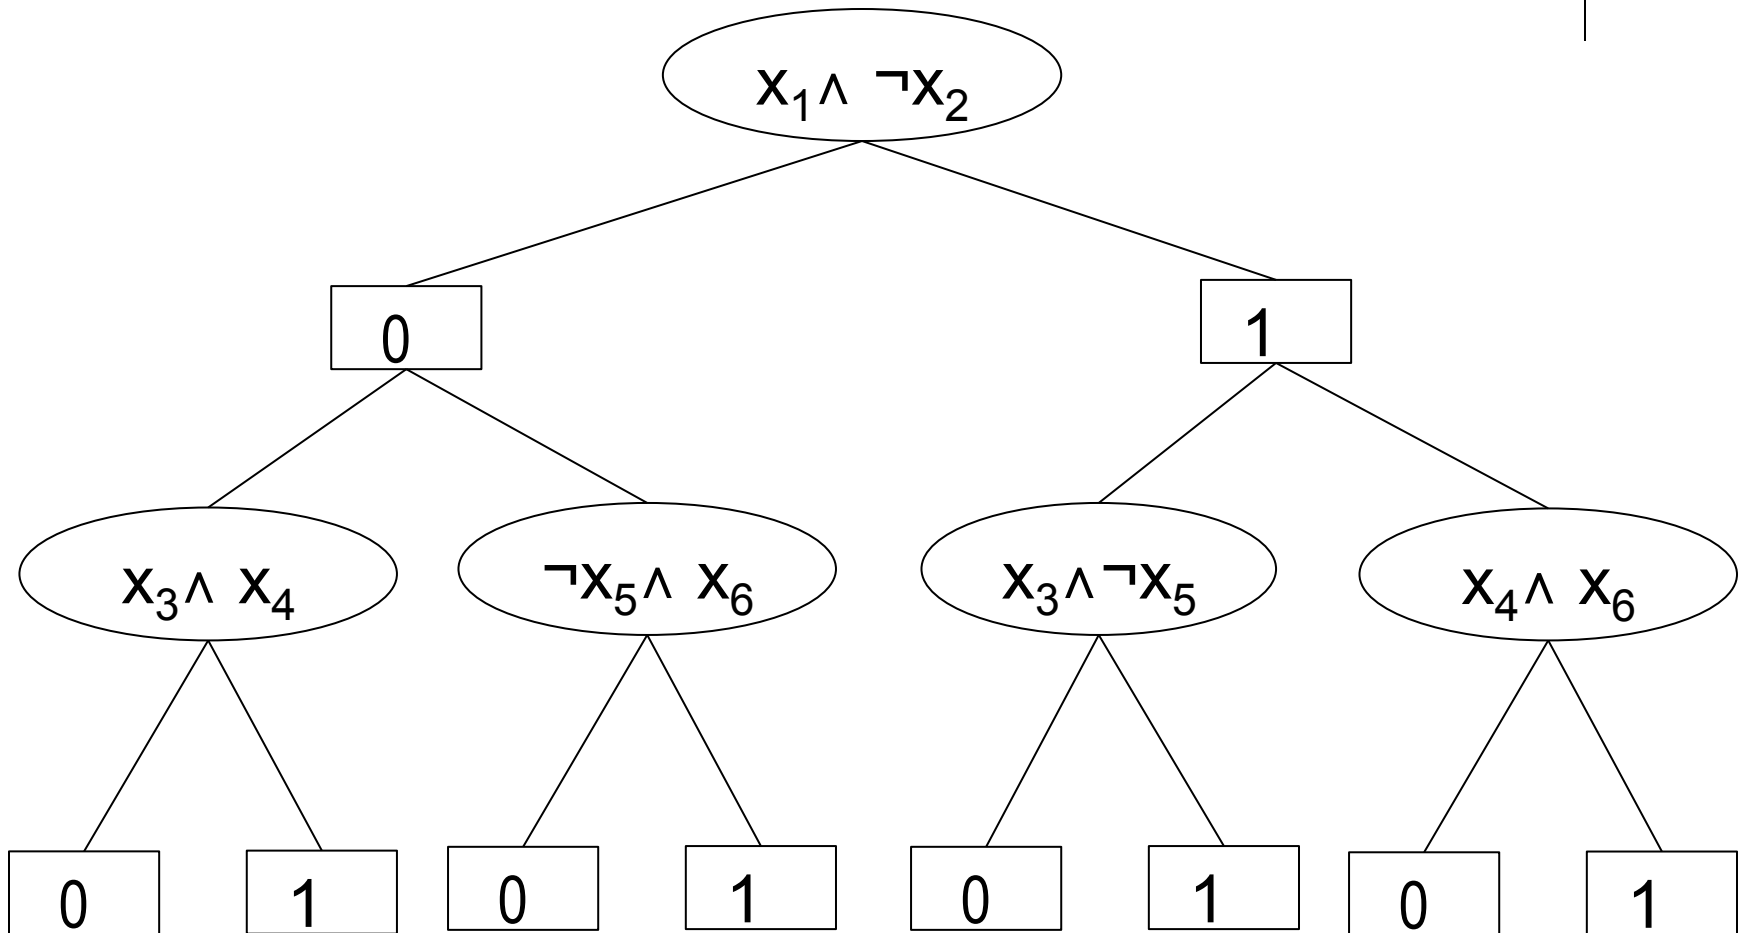 x₁∧ ¬x₂
0 1
x₃∧ x₄ ¬x₅∧ x₆ x₃∧¬x₅ x₄∧ x₆
0 1 0 1 0 1 0 1